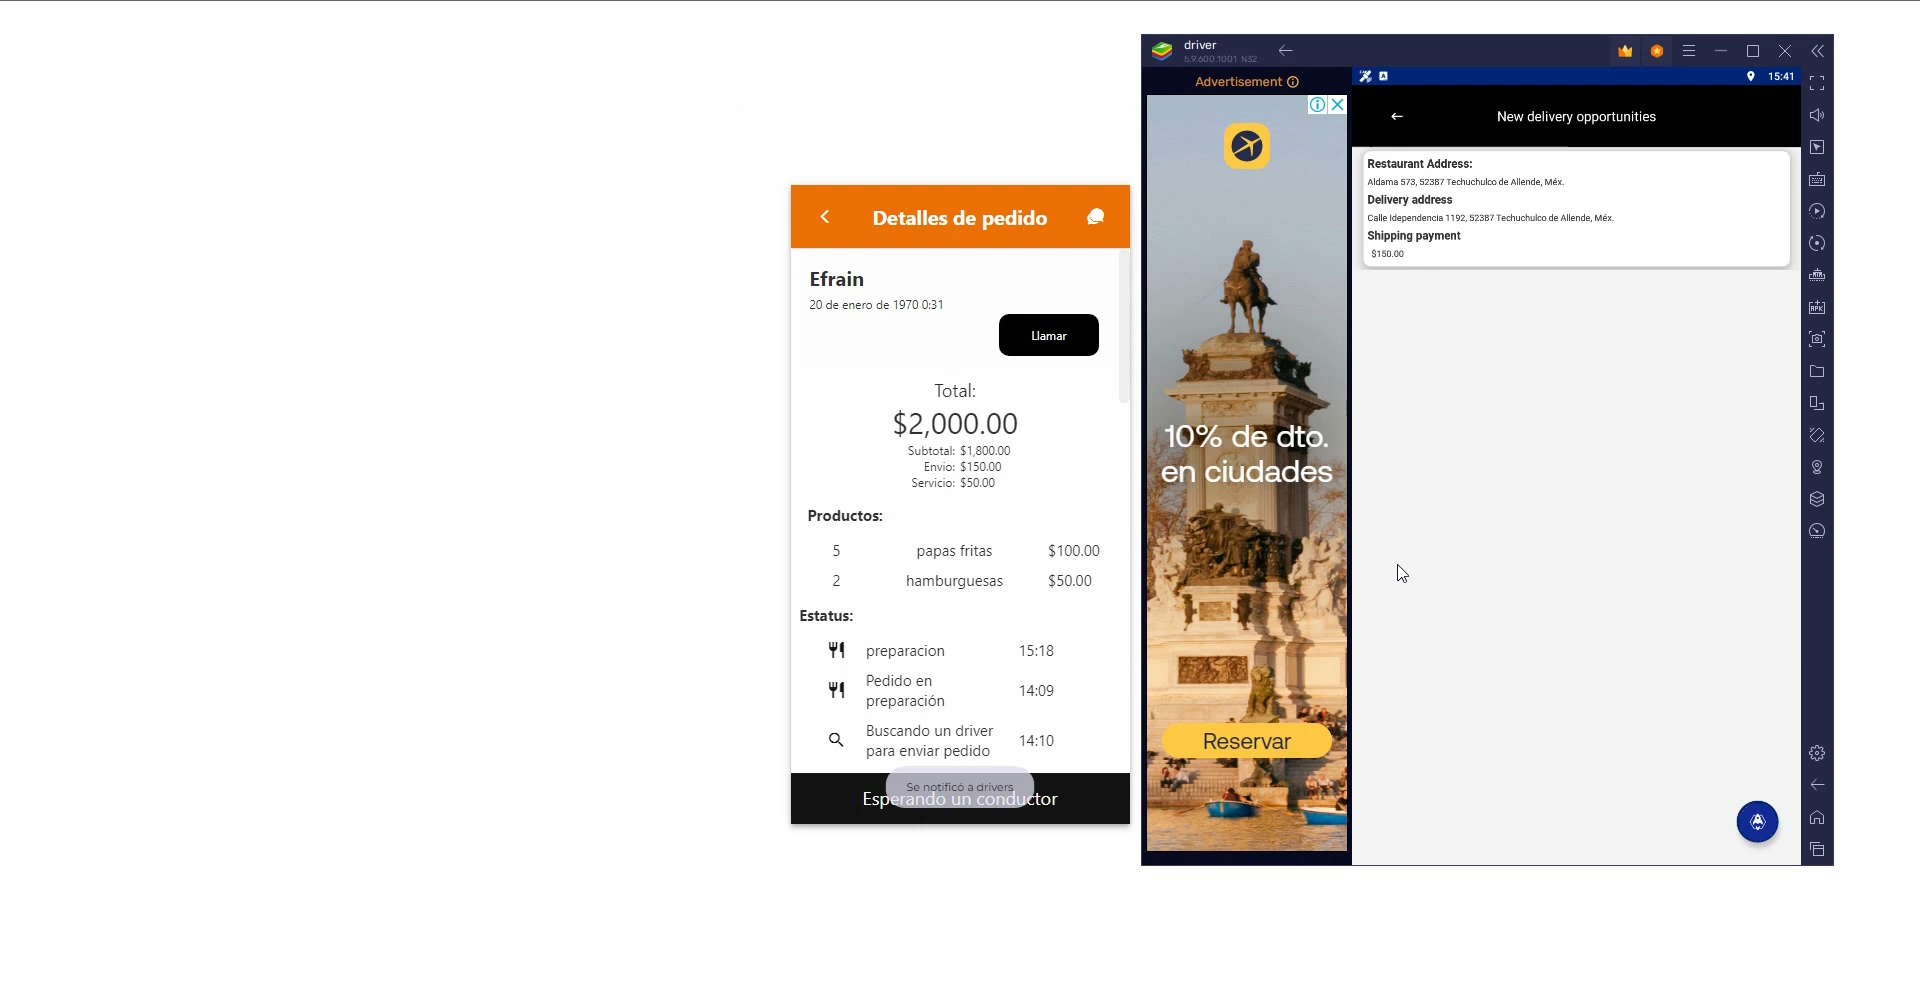 Detalles de pedido
Efrain
20 de enero de 1970 0:31
Llamar
Total:
$2,000.00
Subtotal: $1,800.00
Envio: $150.00
Servicio: $50.00
Productos:
5 papas fritas $100.00
2 hamburguesas $50.00
Estatus:
preparacion 15:18
Pedido en
preparación 14:09
Buscando un driver
para enviar pedido 14:10
Se notificó a drivers
Esperando un conductor
driver
5.9.600.1001 N32
Advertisement
10% de dto.
en ciudades
Reservar
15:41
New delivery opportunities
Restaurant Address:
Aldama 573, 52387 Techuchulco de Allende, Méx.
Delivery address
Calle Idependencia 1192, 52387 Techuchulco de Allende, Méx.
Shipping payment
$150.00